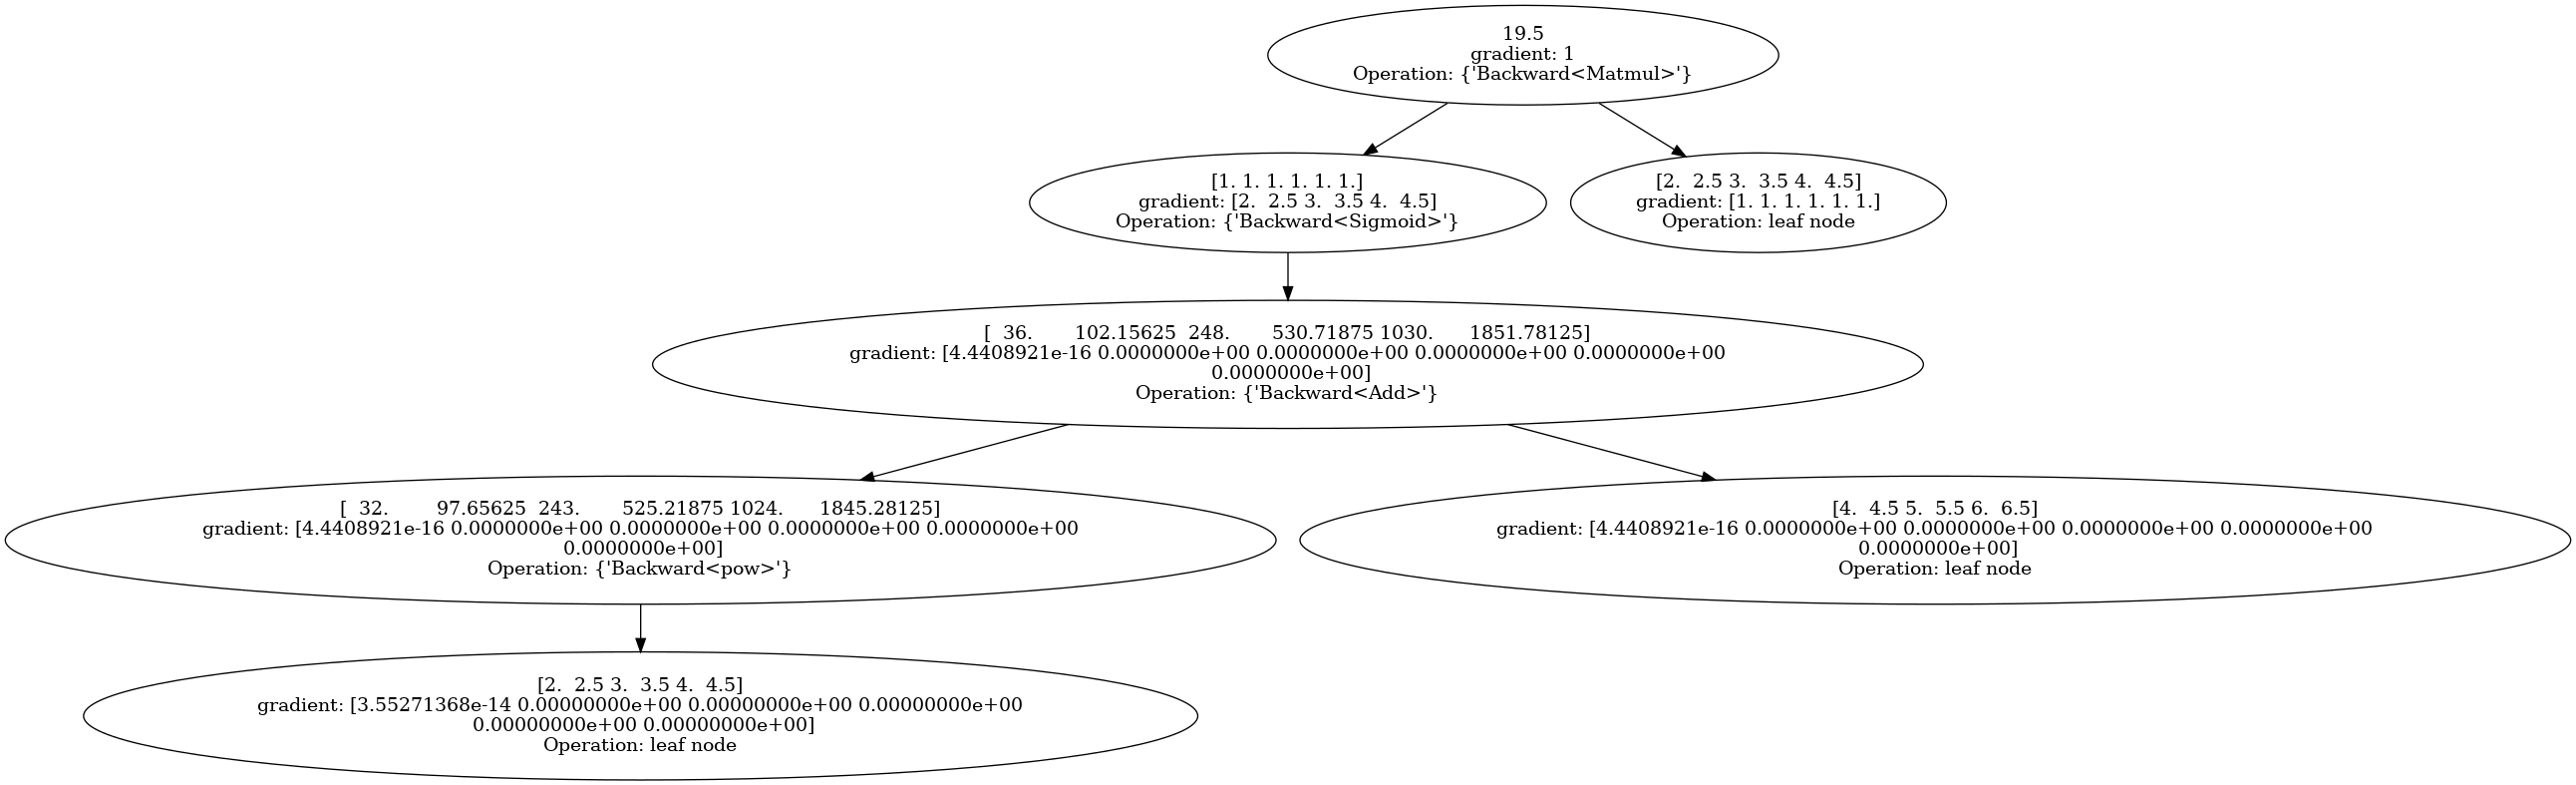 19.5
gradient: 1
Operation: {'Backward<Matmul>'}
[1. 1. 1. 1. 1. 1.]
gradient: [2.  2.5 3.  3.5 4.  4.5]
Operation: {'Backward<Sigmoid>'}
[2.  2.5 3.  3.5 4.  4.5]
gradient: [1. 1. 1. 1. 1. 1.]
Operation: leaf node
[  36.       102.15625  248.       530.71875 1030.      1851.78125]
gradient: [4.4408921e-16 0.0000000e+00 0.0000000e+00 0.0000000e+00 0.0000000e+00
0.0000000e+00]
Operation: {'Backward<Add>'}
[  32.        97.65625  243.       525.21875 1024.      1845.28125]
gradient: [4.4408921e-16 0.0000000e+00 0.0000000e+00 0.0000000e+00 0.0000000e+00
0.0000000e+00]
Operation: {'Backward<pow>'}
[4.  4.5 5.  5.5 6.  6.5]
gradient: [4.4408921e-16 0.0000000e+00 0.0000000e+00 0.0000000e+00 0.0000000e+00
0.0000000e+00]
Operation: leaf node
[2.  2.5 3.  3.5 4.  4.5]
gradient: [3.55271368e-14 0.00000000e+00 0.00000000e+00 0.00000000e+00
0.00000000e+00 0.00000000e+00]
Operation: leaf node